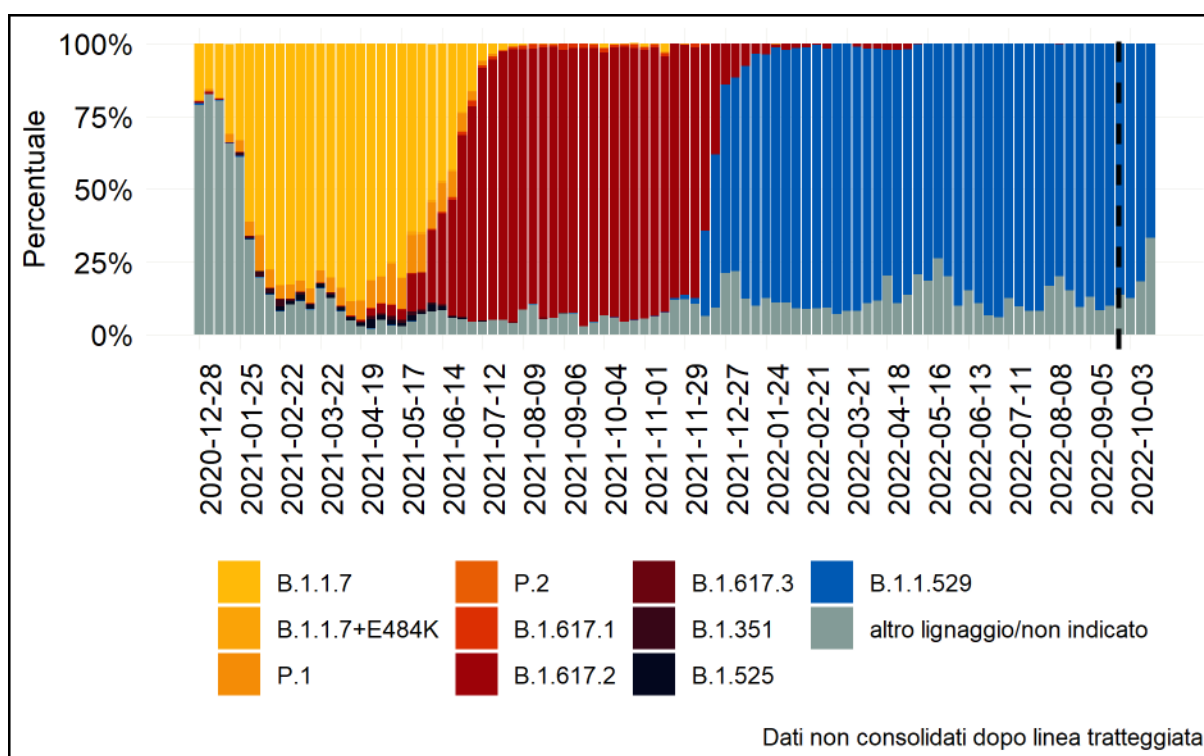 100%
75%
50%
25%
0%
Percentuale
2020-12-28
2021-01-25
2021-02-22
2021-03-22
2021-04-19
2021-05-17
2021-06-14
2021-07-12
2021-08-09
2021-09-06
2021-10-04
2021-11-01
2021-11-29
2021-12-27
2022-01-24
2022-02-21
2022-03-21
2022-04-18
2022-05-16
2022-06-13
2022-07-11
2022-08-08
2022-09-05
2022-10-03
B.1.1.7
P.2
B.1.617.3
B.1.1.529
B.1.1.7+E484K
B.1.617.1
B.1.351
altro lignaggio/non indicato
P.1
B.1.617.2
B.1.525
Dati non consolidati dopo linea tratteggiata